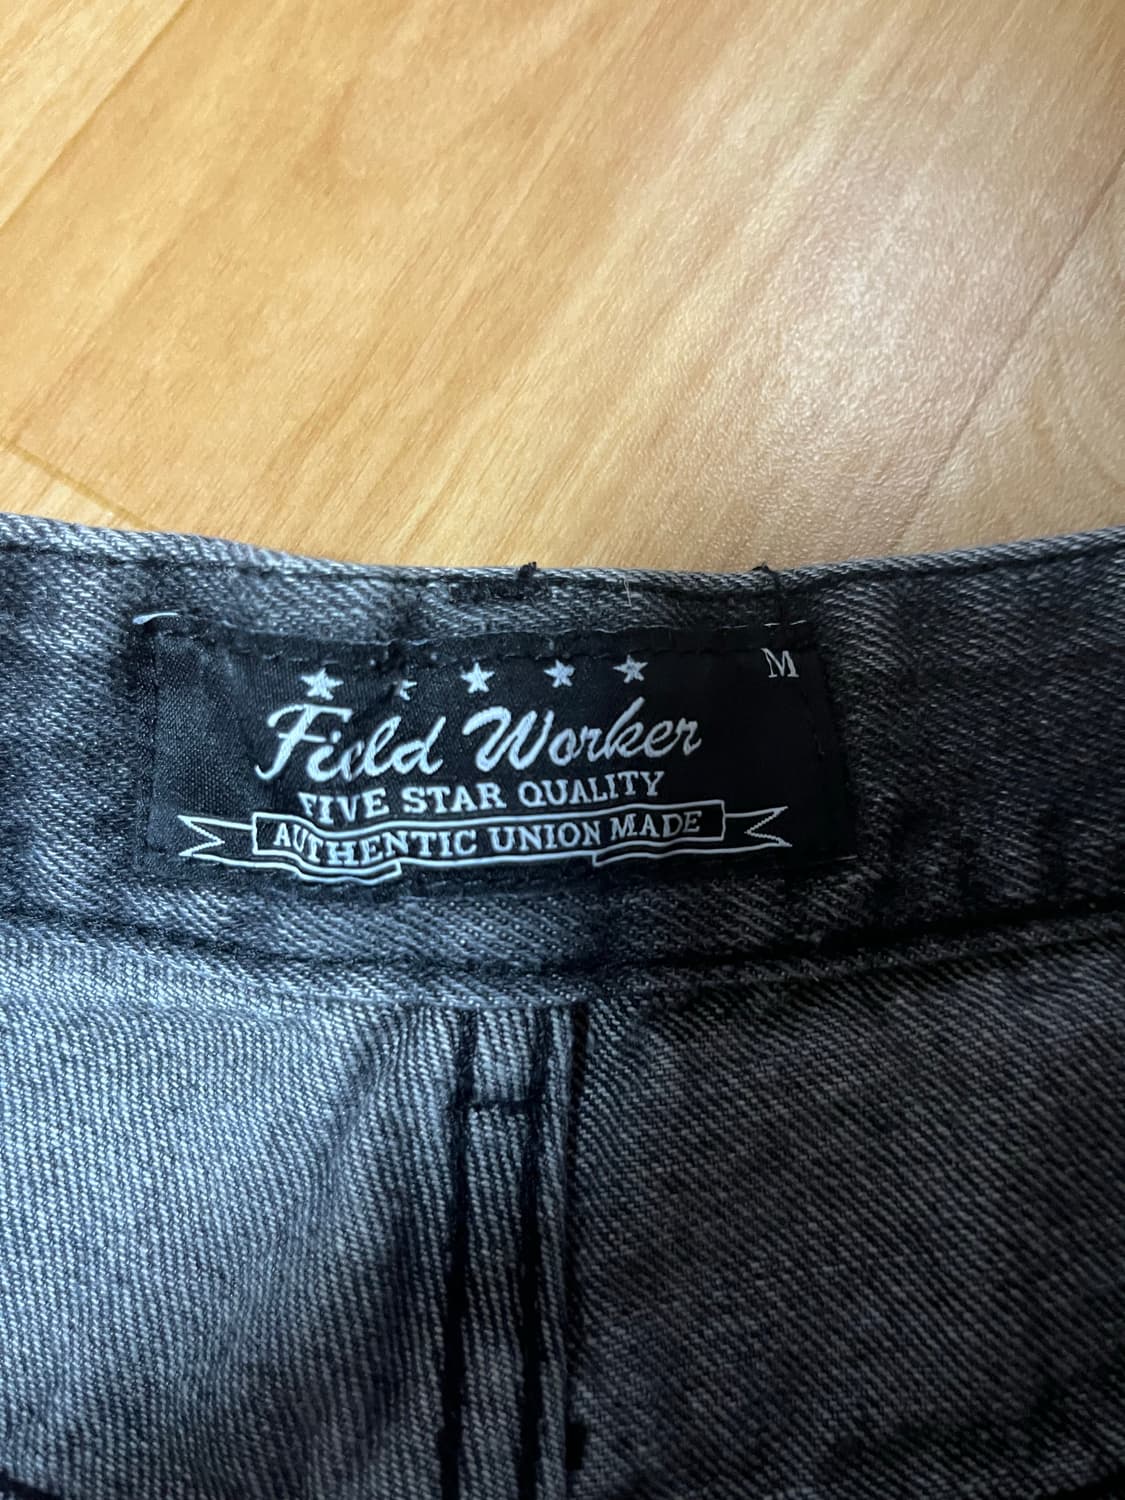 M
Field Worker
FIVE STAR QUALITY
AUTHENTIC UNION MADE